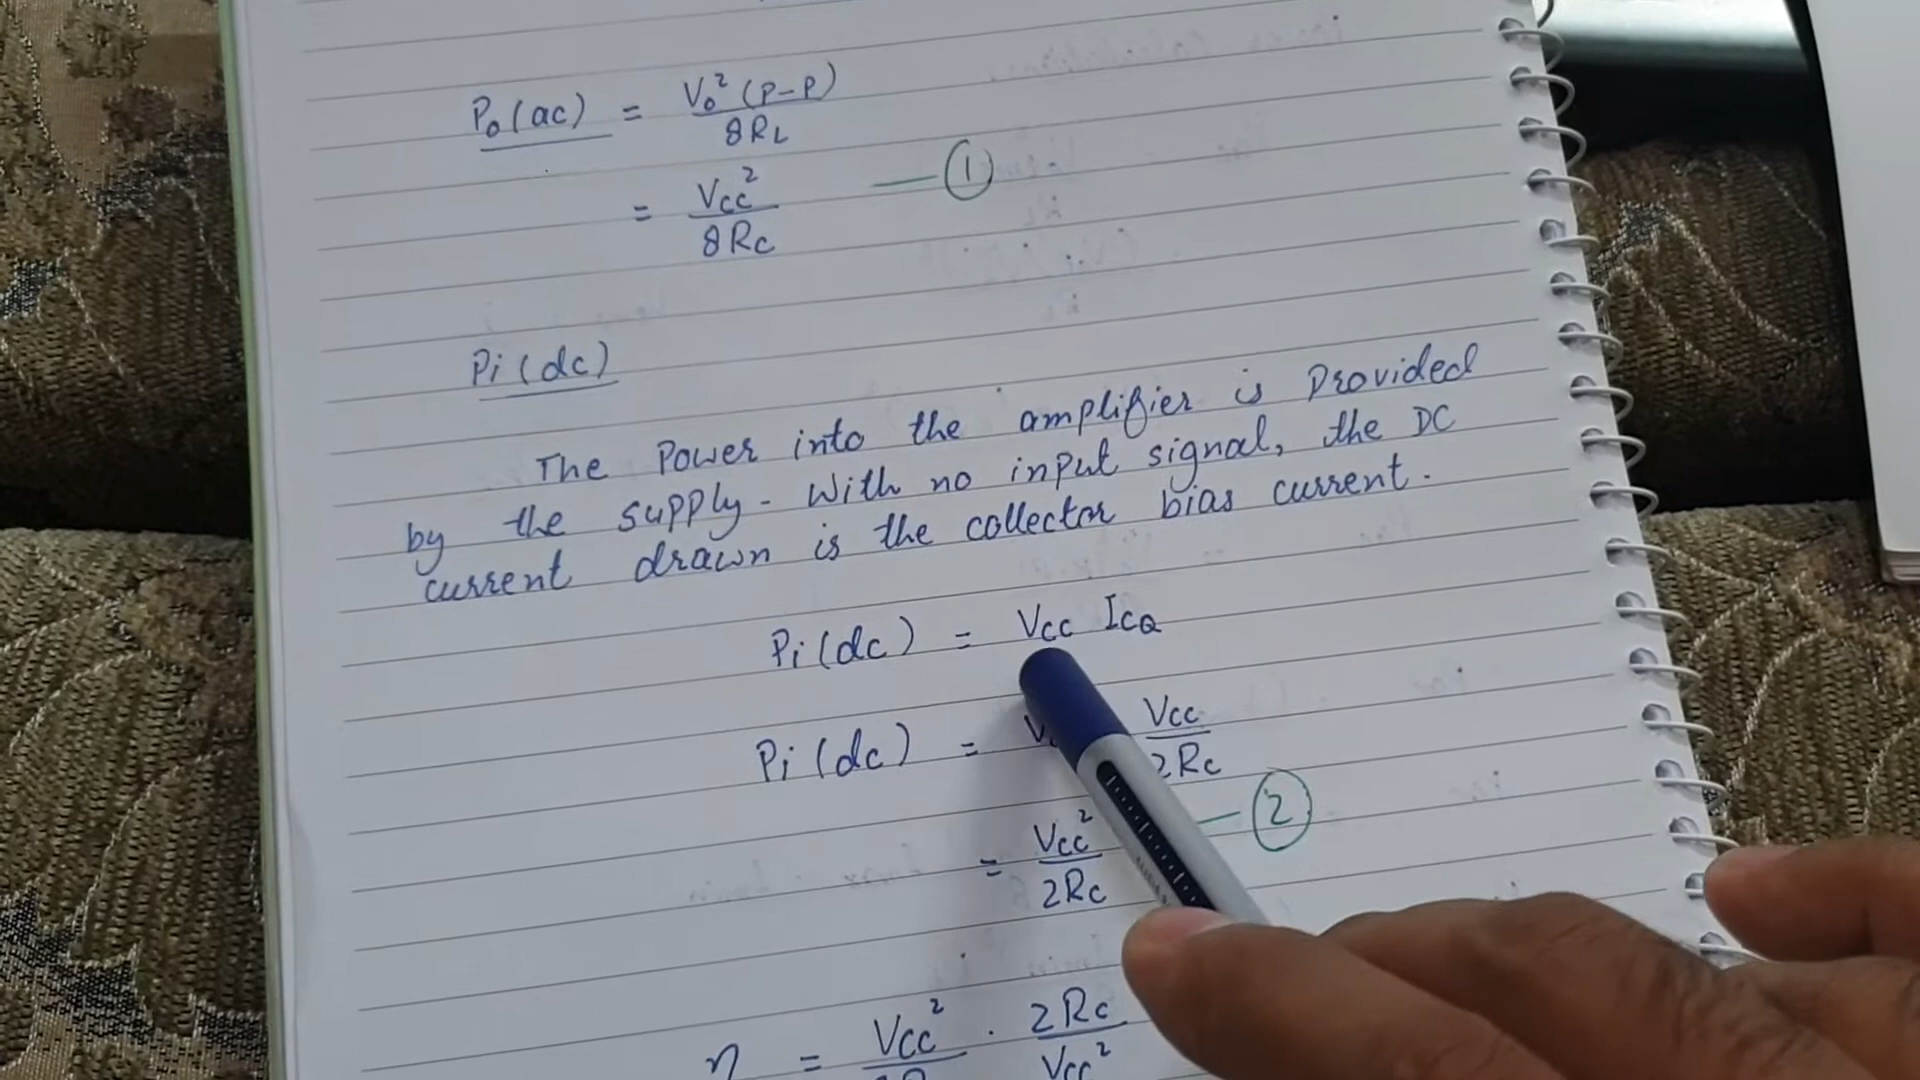 Po(ac) = Vo²(P-P) / 8RL
= Vcc² / 8Rc — ①
Pi(dc)
The Power into the amplifier is Provided
by the supply. With no input signal, the DC
current drawn is the collector bias current.
Pi(dc) = Vcc IcQ
Pi(dc) = Vcc / 2Rc
= Vcc² / 2Rc — ②
η = Vcc² . 2Rc / Vcc²